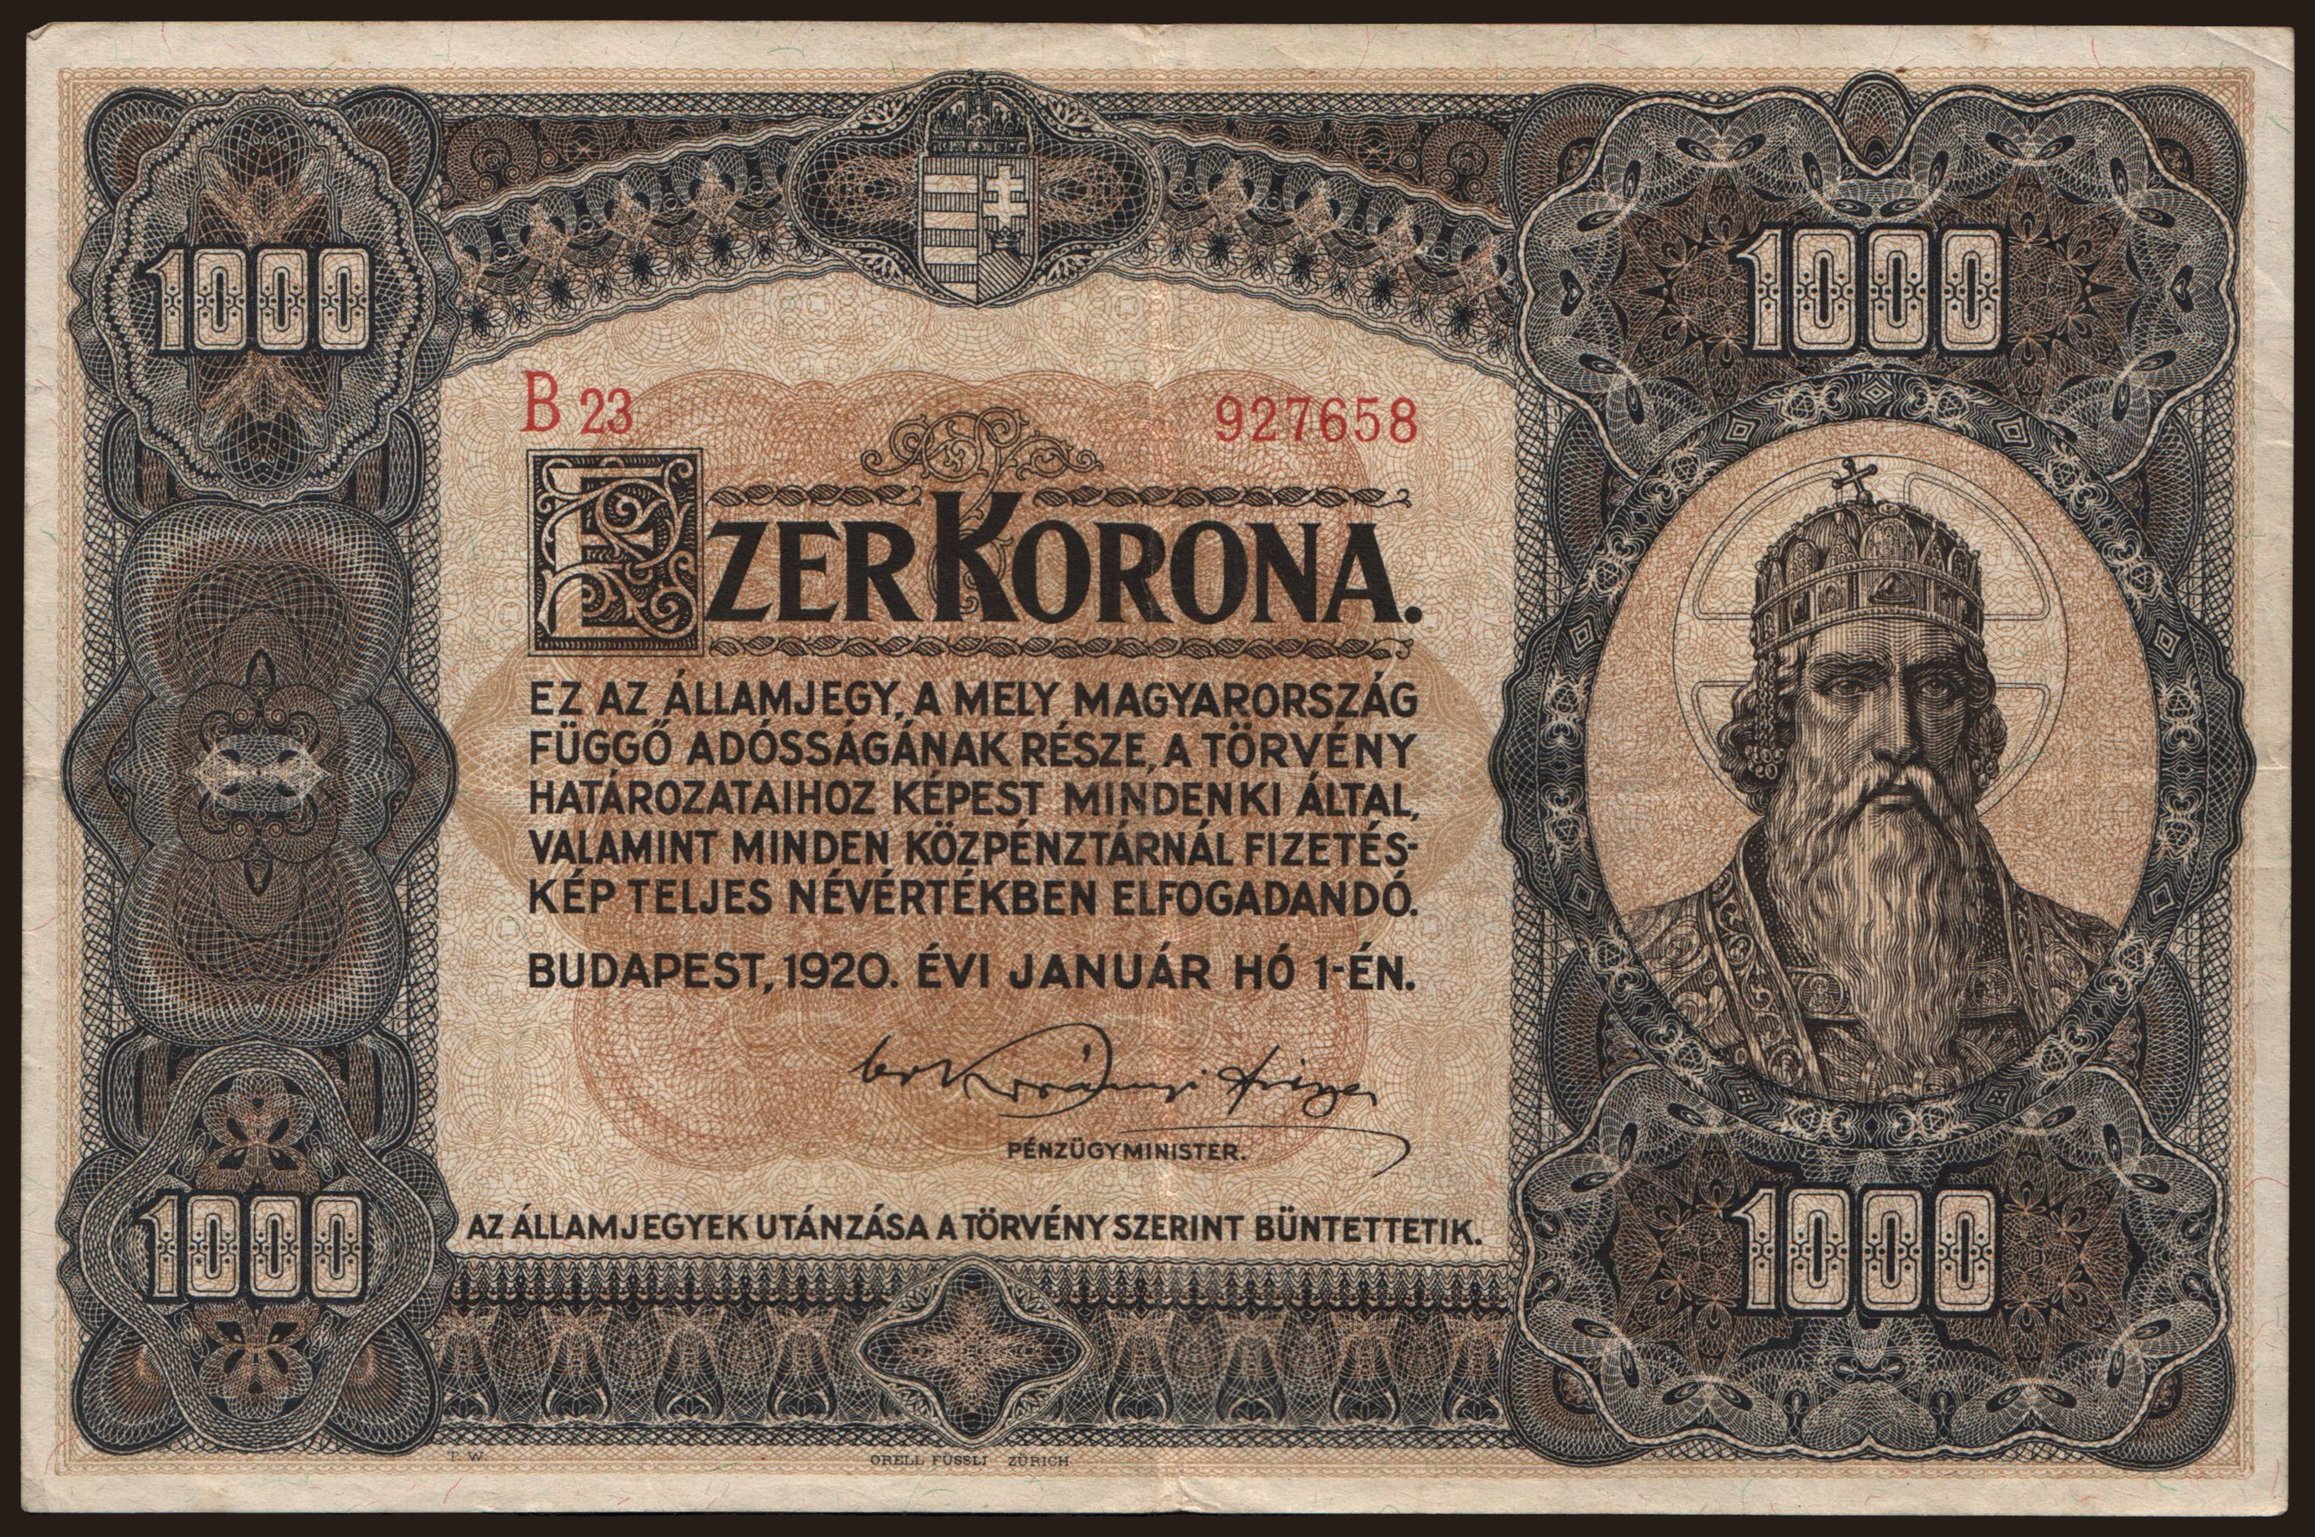 1000
1000
B 23
927658
EZER KORONA.
EZ AZ ÁLLAMJEGY, A MELY MAGYARORSZÁG
FÜGGŐ ADÓSSÁGÁNAK RÉSZE, A TÖRVÉNY
HATÁROZATAIHOZ KÉPEST MINDENKI ÁLTAL,
VALAMINT MINDEN KÖZPÉNZTÁRNÁL FIZETÉS-
KÉP TELJES NÉVÉRTÉKBEN ELFOGADANDÓ.
BUDAPEST, 1920. ÉVI JANUÁR HÓ 1-ÉN.
Korányi Frigyes
PÉNZÜGYMINISTER.
1000
1000
AZ ÁLLAMJEGYEK UTÁNZÁSA A TÖRVÉNY SZERINT BÜNTETTETIK.
T. W.
ORELL FÜSSLI ZÜRICH